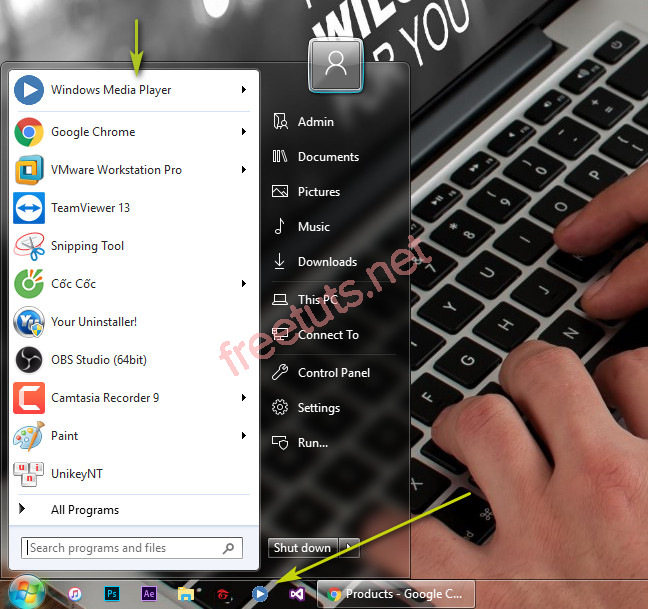 WILL
FOR YOU
Windows Media Player
Google Chrome
VMware Workstation Pro
TeamViewer 13
Snipping Tool
Cốc Cốc
Your Uninstaller!
OBS Studio (64bit)
Camtasia Recorder 9
Paint
UnikeyNT
All Programs
Search programs and files
Admin
Documents
Pictures
Music
Downloads
This PC
Connect To
Control Panel
Settings
Run...
Shut down
freetuts.net
Ps
Ae
Products - Google C...